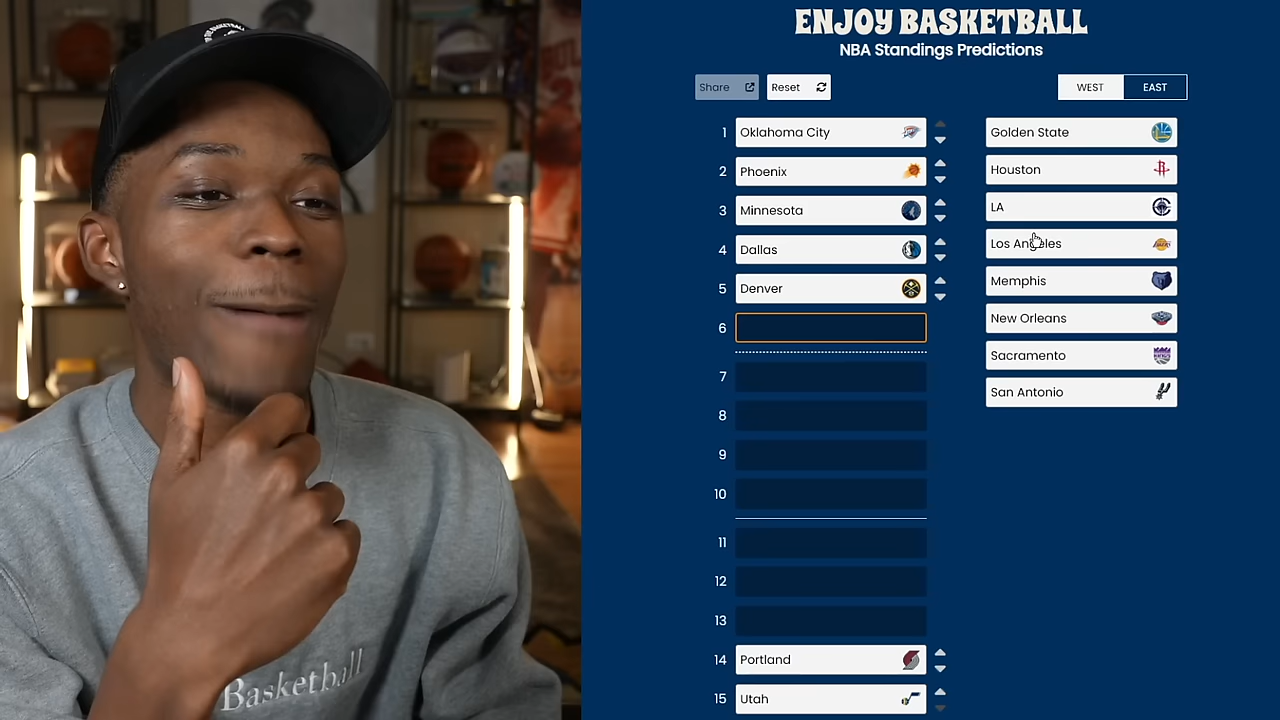 ENJOY BASKETBALL
NBA Standings Predictions
Share
Reset
WEST
EAST
1 Oklahoma City
2 Phoenix
3 Minnesota
4 Dallas
5 Denver
6
7
8
9
10
11
12
13
14 Portland
15 Utah
Golden State
Houston
LA
Los Angeles
Memphis
New Orleans
Sacramento
San Antonio
Basketball